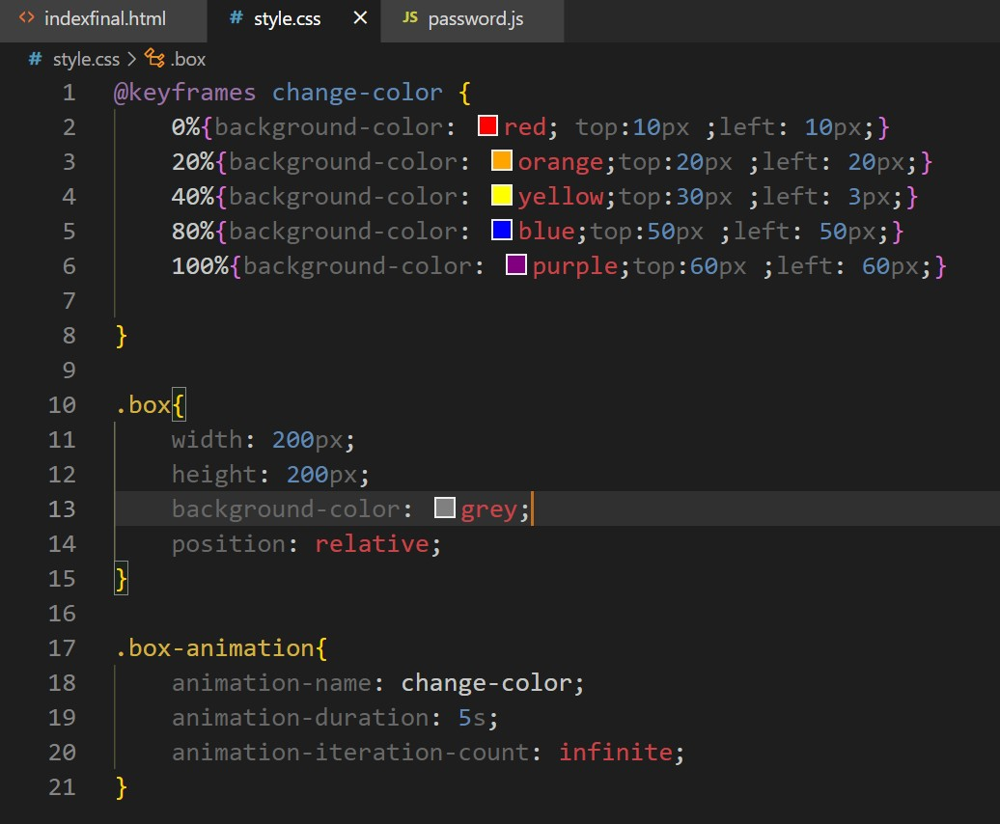 indexfinal.html # style.css × JS password.js
# style.css > .box
1 @keyframes change-color {
2 0%{background-color: red; top:10px ;left: 10px;}
3 20%{background-color: orange;top:20px ;left: 20px;}
4 40%{background-color: yellow;top:30px ;left: 3px;}
5 80%{background-color: blue;top:50px ;left: 50px;}
6 100%{background-color: purple;top:60px ;left: 60px;}
7
8 }
9
10 .box{
11 width: 200px;
12 height: 200px;
13 background-color: grey;
14 position: relative;
15 }
16
17 .box-animation{
18 animation-name: change-color;
19 animation-duration: 5s;
20 animation-iteration-count: infinite;
21 }